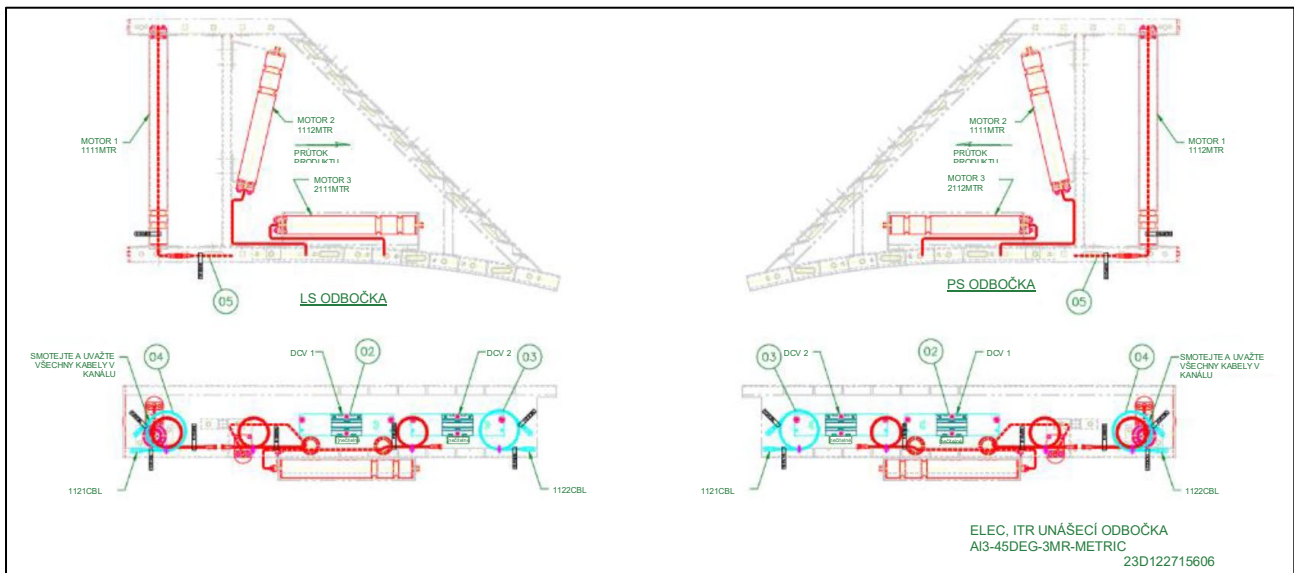 MOTOR 1
1111MTR
MOTOR 2
1112MTR
PRŮTOK
PRODUKTU
MOTOR 3
2111MTR
05
LS ODBOČKA
MOTOR 2
1111MTR
PRŮTOK
PRODUKTU
MOTOR 3
2112MTR
MOTOR 1
1112MTR
05
PS ODBOČKA
SMOTEJTE A UVAŽTE
VŠECHNY KABELY V
KANÁLU
04
DCV 1
02
DCV 2
03
1121CBL
1122CBL
03
DCV 2
02
DCV 1
04
SMOTEJTE A UVAŽTE
VŠECHNY KABELY V
KANÁLU
1121CBL
1122CBL
ELEC, ITR UNÁŠECÍ ODBOČKA
AI3-45DEG-3MR-METRIC
23D122715606